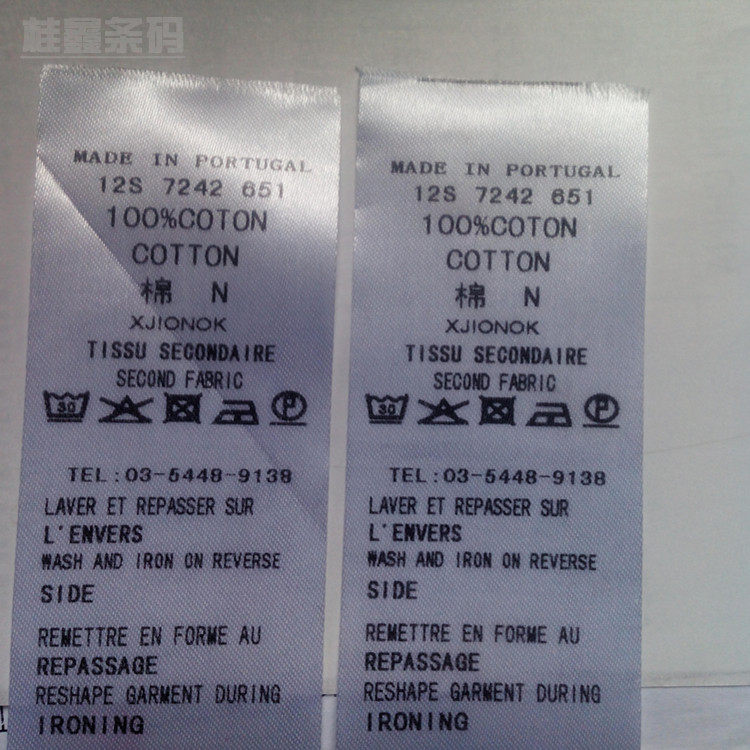 桂鑫条码
MADE IN PORTUGAL
12S 7242 651
100%COTON
COTTON
棉 N
XJIONOK
TISSU SECONDAIRE
SECOND FABRIC
30 P
TEL:03-5448-9138
LAVER ET REPASSER SUR
L'ENVERS
WASH AND IRON ON REVERSE
SIDE
REMETTRE EN FORME AU
REPASSAGE
RESHAPE GARMENT DURING
IRONING
MADE IN PORTUGAL
12S 7242 651
100%COTON
COTTON
棉 N
XJIONOK
TISSU SECONDAIRE
SECOND FABRIC
30 P
TEL:03-5448-9138
LAVER ET REPASSER SUR
L'ENVERS
WASH AND IRON ON REVERSE
SIDE
REMETTRE EN FORME AU
REPASSAGE
RESHAPE GARMENT DURING
IRONING